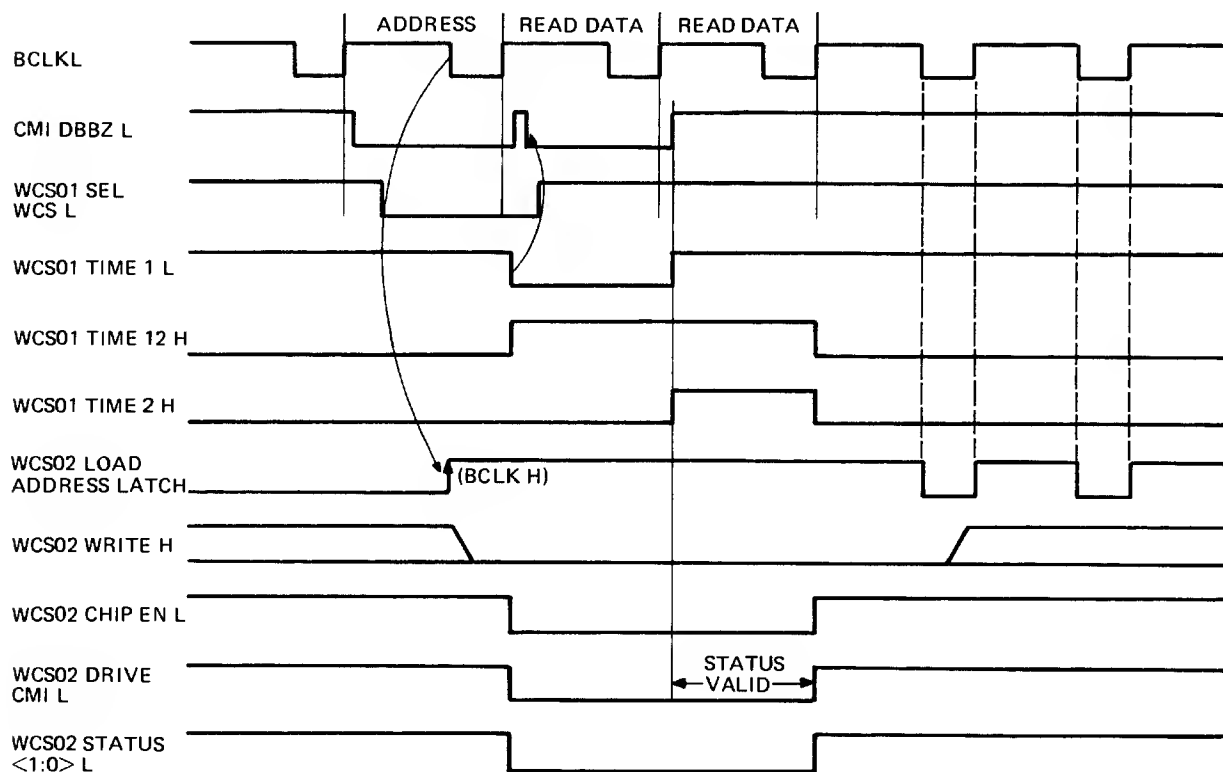 ADDRESS READ DATA READ DATA
BCLKL
CMI DBBZ L
WCS01 SEL
WCS L
WCS01 TIME 1 L
WCS01 TIME 12 H
WCS01 TIME 2 H
WCS02 LOAD
ADDRESS LATCH
(BCLK H)
WCS02 WRITE H
WCS02 CHIP EN L
WCS02 DRIVE
CMI L
STATUS
VALID
WCS02 STATUS
<1:0> L